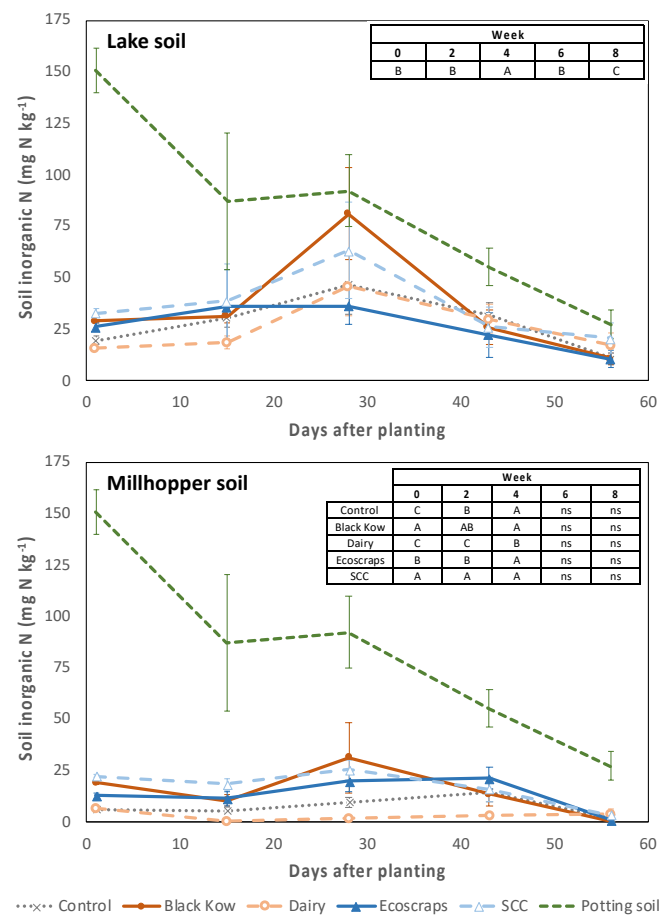 Lake soil
Week
0 2 4 6 8
B B A B C
175
150
125
100
75
50
25
0
Soil inorganic N (mg N kg⁻¹)
0 10 20 30 40 50 60
Days after planting
Millhopper soil
Week
0 2 4 6 8
Control C B A ns ns
Black Kow A AB A ns ns
Dairy C C B ns ns
Ecoscraps B B A ns ns
SCC A A A ns ns
175
150
125
100
75
50
25
0
Soil inorganic N (mg N kg⁻¹)
0 10 20 30 40 50 60
Days after planting
Control Black Kow Dairy Ecoscraps SCC Potting soil